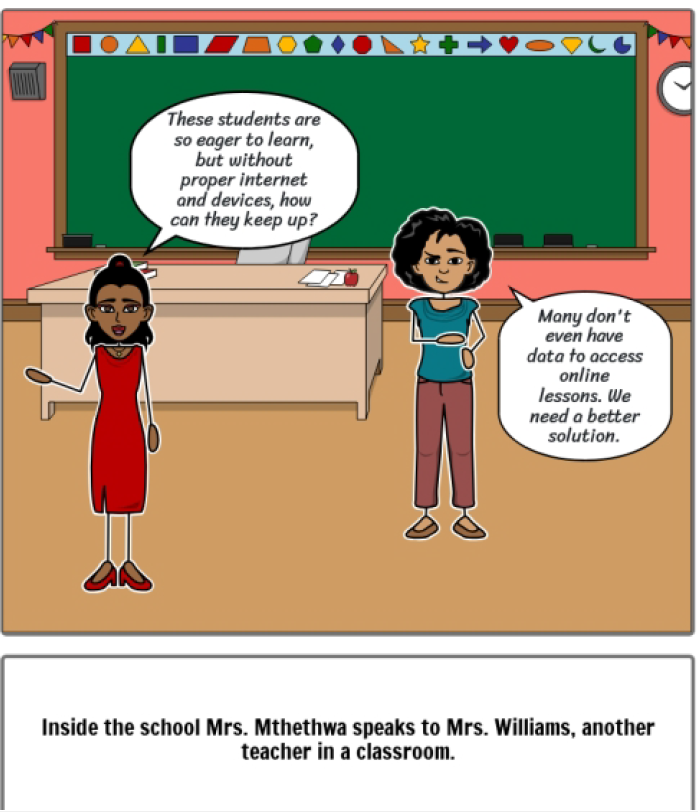 These students are
so eager to learn,
but without
proper internet
and devices, how
can they keep up?
Many don't
even have
data to access
online
lessons. We
need a better
solution.
Inside the school Mrs. Mthethwa speaks to Mrs. Williams, another
teacher in a classroom.